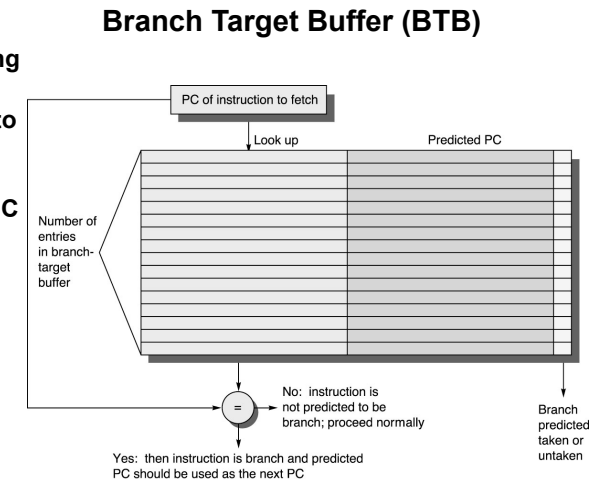 Branch Target Buffer (BTB)
PC of instruction to fetch
Look up
Predicted PC
Number of
entries
in branch-
target
buffer
=
No: instruction is
not predicted to be
branch; proceed normally
Yes: then instruction is branch and predicted
PC should be used as the next PC
Branch
predicted
taken or
untaken